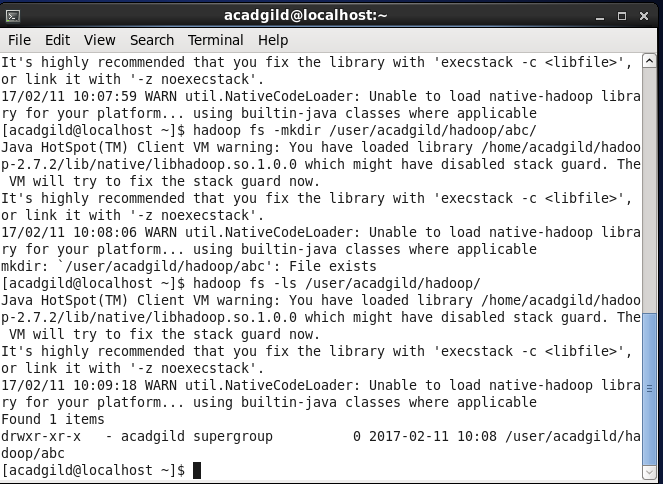 acadgild@localhost:~
File Edit View Search Terminal Help
It's highly recommended that you fix the library with 'execstack -c <libfile>',
or link it with '-z noexecstack'.
17/02/11 10:07:59 WARN util.NativeCodeLoader: Unable to load native-hadoop libra
ry for your platform... using builtin-java classes where applicable
[acadgild@localhost ~]$ hadoop fs -mkdir /user/acadgild/hadoop/abc/
Java HotSpot(TM) Client VM warning: You have loaded library /home/acadgild/hadoo
p-2.7.2/lib/native/libhadoop.so.1.0.0 which might have disabled stack guard. The
 VM will try to fix the stack guard now.
It's highly recommended that you fix the library with 'execstack -c <libfile>',
or link it with '-z noexecstack'.
17/02/11 10:08:06 WARN util.NativeCodeLoader: Unable to load native-hadoop libra
ry for your platform... using builtin-java classes where applicable
mkdir: `/user/acadgild/hadoop/abc': File exists
[acadgild@localhost ~]$ hadoop fs -ls /user/acadgild/hadoop/
Java HotSpot(TM) Client VM warning: You have loaded library /home/acadgild/hadoo
p-2.7.2/lib/native/libhadoop.so.1.0.0 which might have disabled stack guard. The
 VM will try to fix the stack guard now.
It's highly recommended that you fix the library with 'execstack -c <libfile>',
or link it with '-z noexecstack'.
17/02/11 10:09:18 WARN util.NativeCodeLoader: Unable to load native-hadoop libra
ry for your platform... using builtin-java classes where applicable
Found 1 items
drwxr-xr-x   - acadgild supergroup          0 2017-02-11 10:08 /user/acadgild/ha
doop/abc
[acadgild@localhost ~]$